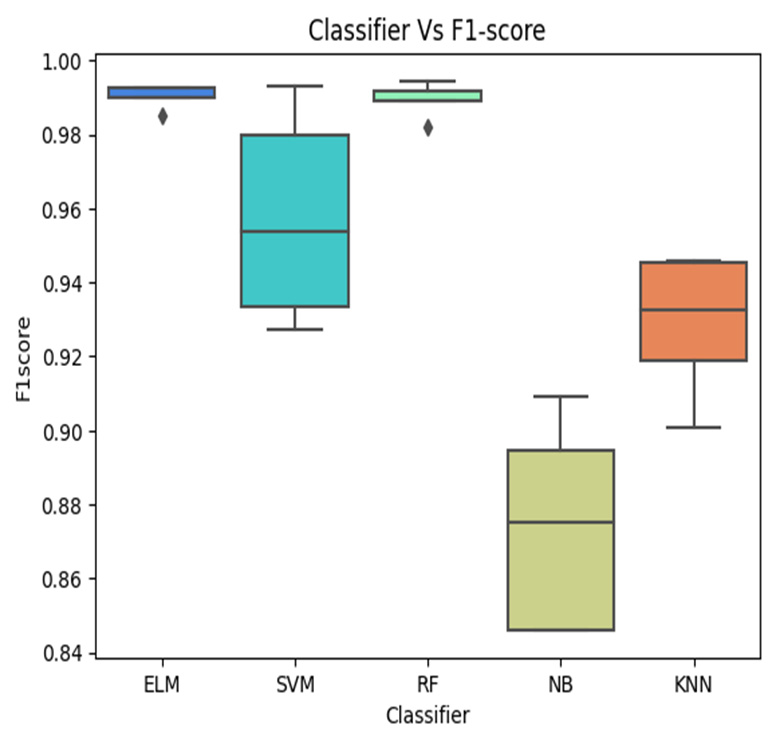 Classifier Vs F1-score
1.00
0.98
0.96
0.94
0.92
0.90
0.88
0.86
0.84
F1score
ELM SVM RF NB KNN
Classifier